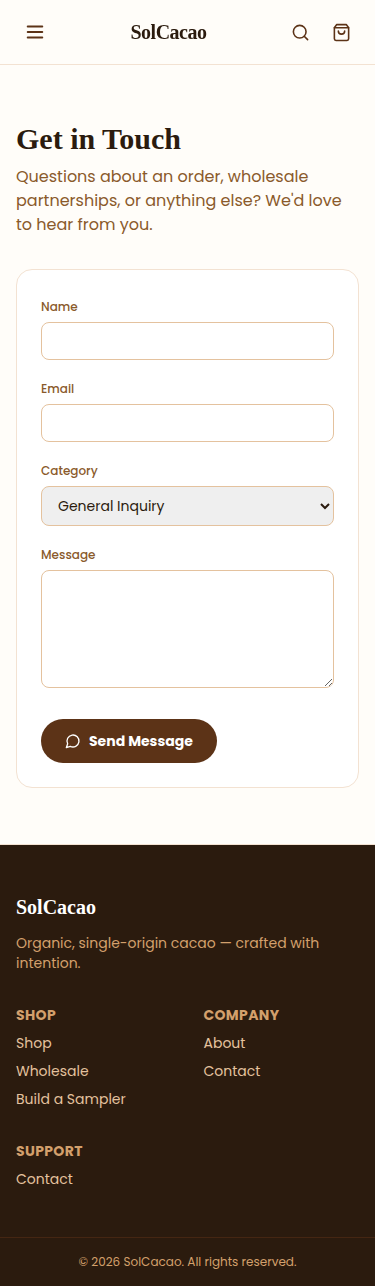 SolCacao
Get in Touch
Questions about an order, wholesale
partnerships, or anything else? We'd love
to hear from you.
Name
Email
Category
General Inquiry
Message
Send Message
SolCacao
Organic, single-origin cacao — crafted with
intention.
SHOP
Shop
Wholesale
Build a Sampler
COMPANY
About
Contact
SUPPORT
Contact
© 2026 SolCacao. All rights reserved.